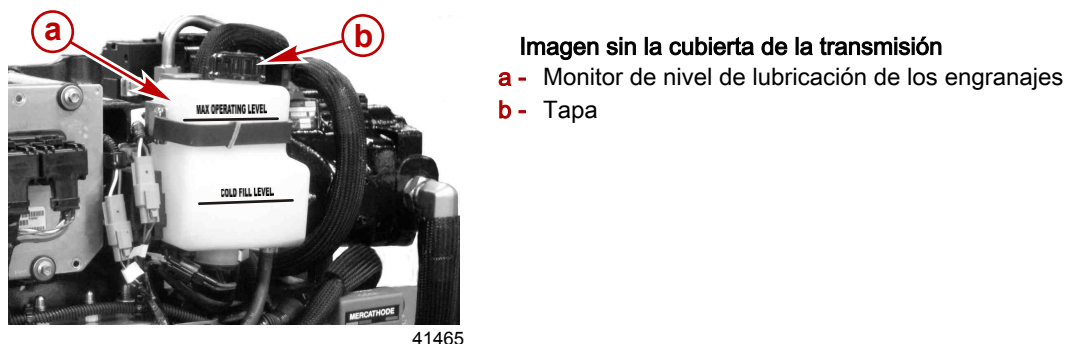 a
b
MAX OPERATING LEVEL
COLD FILL LEVEL
MERCATHODE
41465
Imagen sin la cubierta de la transmisión
a - Monitor de nivel de lubricación de los engranajes
b - Tapa